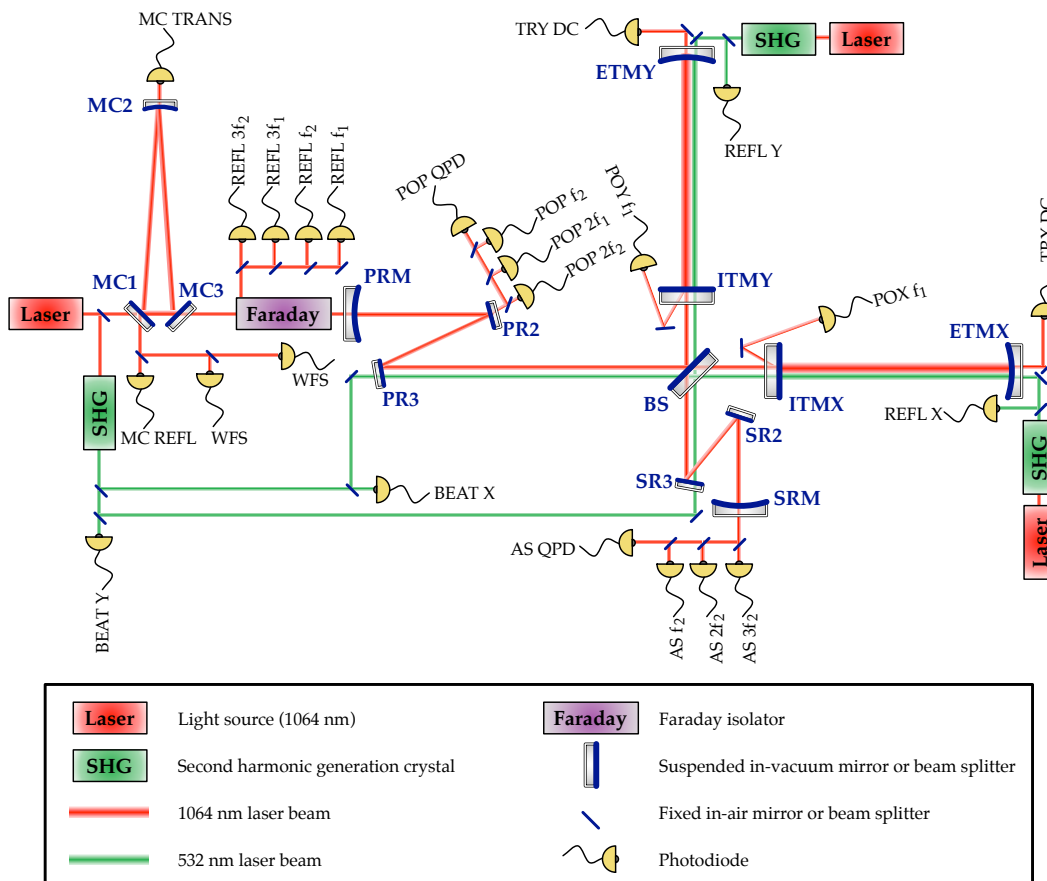 MC TRANS
TRY DC
SHG
Laser
ETMY
MC2
REFL Y
REFL 3f2
REFL 3f1
REFL f2
REFL f1
POP QPD
POP f2
POP 2f1
POP 2f2
POY f1
TRY DC
MC1
MC3
PRM
ITMY
POX f1
Laser
Faraday
PR2
ETMX
WFS
PR3
BS
ITMX
REFL X
SHG
MC REFL
WFS
SR2
SHG
BEAT X
SR3
SRM
Laser
AS QPD
BEAT Y
AS f2
AS 2f2
AS 3f2
Laser
Light source (1064 nm)
Faraday
Faraday isolator
SHG
Second harmonic generation crystal
Suspended in-vacuum mirror or beam splitter
1064 nm laser beam
Fixed in-air mirror or beam splitter
532 nm laser beam
Photodiode